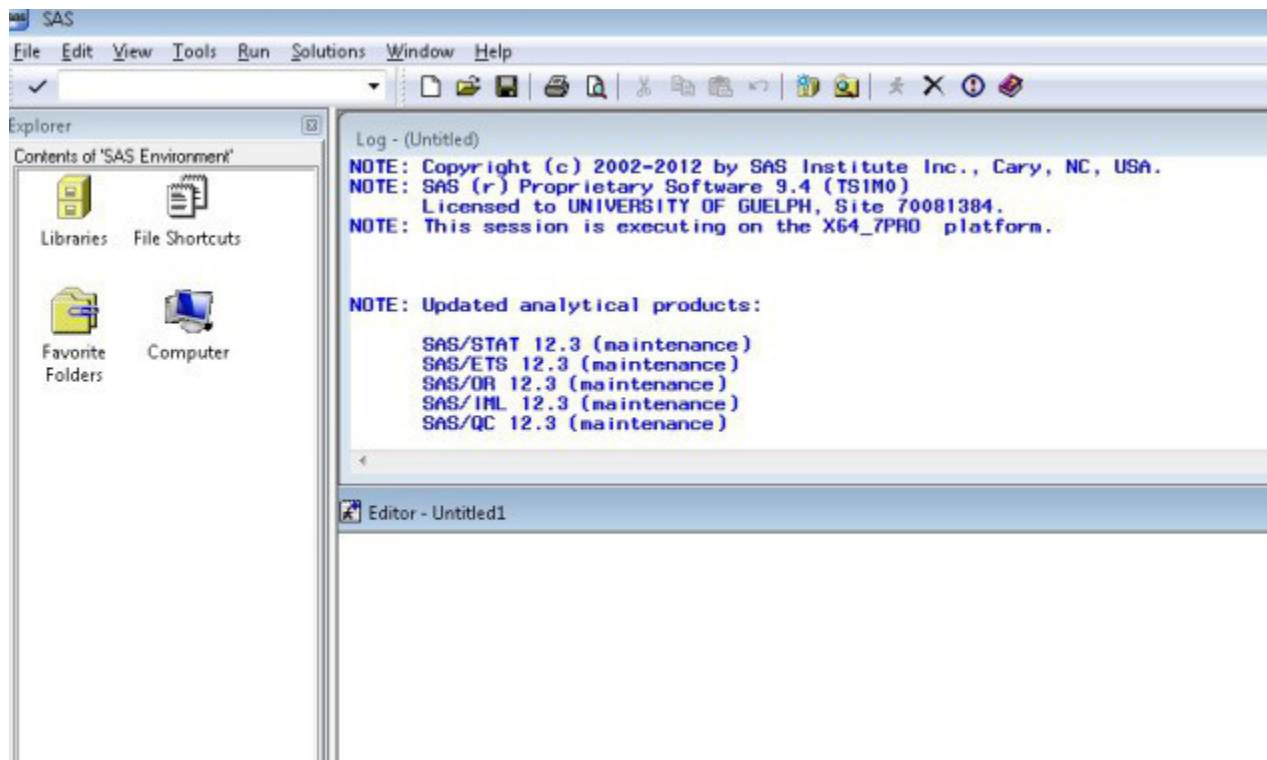 SAS
File Edit View Tools Run Solutions Window Help
Explorer
Contents of 'SAS Environment'
Libraries File Shortcuts
Favorite Folders
Computer
Log - (Untitled)
NOTE: Copyright (c) 2002-2012 by SAS Institute Inc., Cary, NC, USA.
NOTE: SAS (r) Proprietary Software 9.4 (TS1M0)
Licensed to UNIVERSITY OF GUELPH, Site 70081384.
NOTE: This session is executing on the X64_7PRO platform.
NOTE: Updated analytical products:
SAS/STAT 12.3 (maintenance)
SAS/ETS 12.3 (maintenance)
SAS/OR 12.3 (maintenance)
SAS/IML 12.3 (maintenance)
SAS/QC 12.3 (maintenance)
Editor - Untitled1